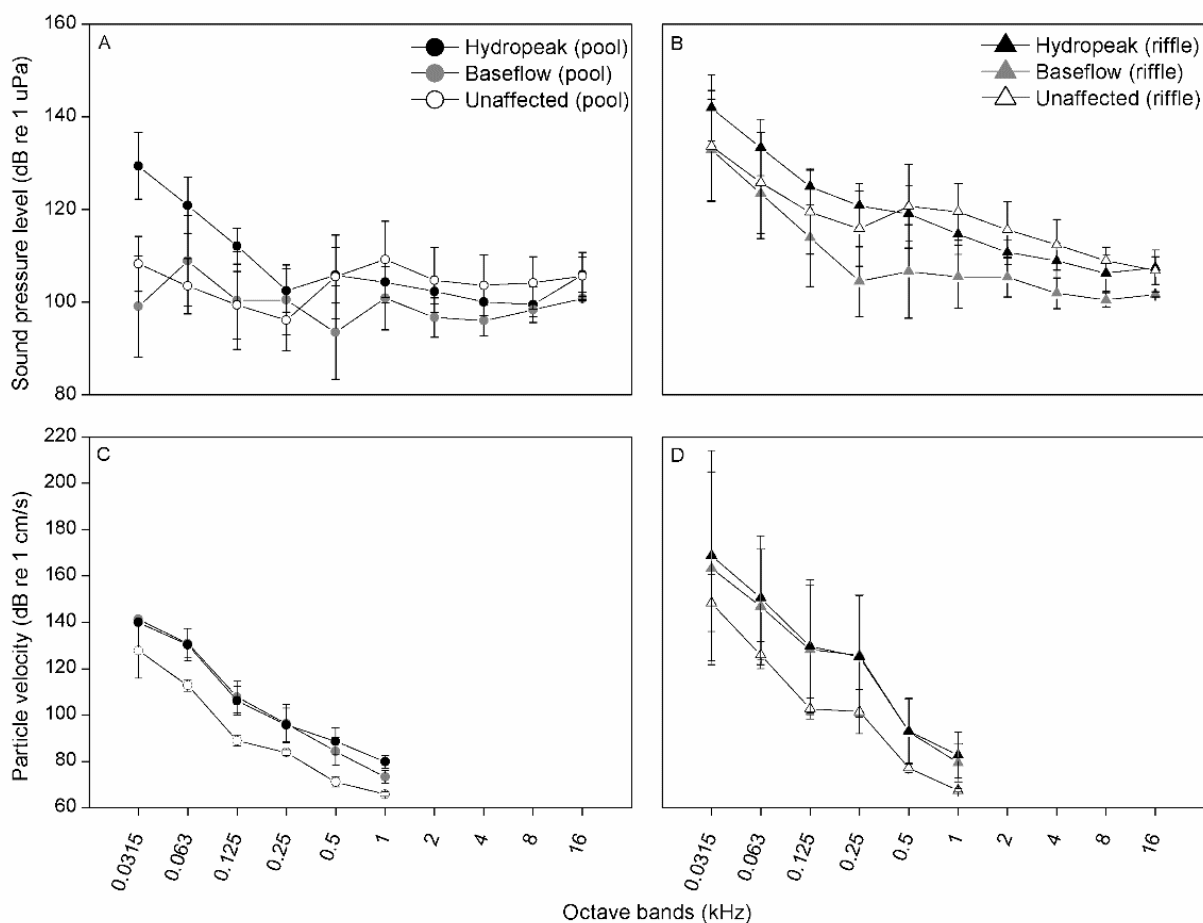 160
140
120
100
80
Sound pressure level (dB re 1 uPa)
A
Hydropeak (pool)
Baseflow (pool)
Unaffected (pool)
B
Hydropeak (riffle)
Baseflow (riffle)
Unaffected (riffle)
220
200
180
160
140
120
100
80
60
Particle velocity (dB re 1 cm/s)
C
D
0.0315 0.063 0.125 0.25 0.5 1 2 4 8 16
0.0315 0.063 0.125 0.25 0.5 1 2 4 8 16
Octave bands (kHz)